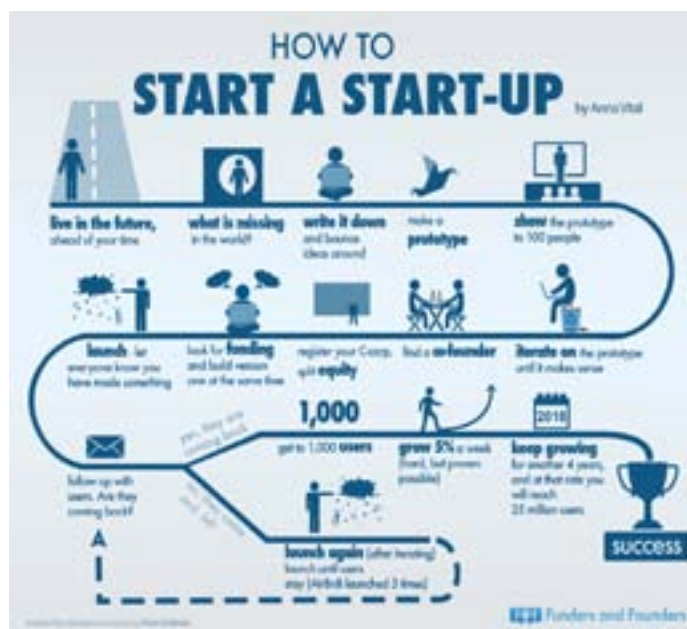 HOW TO
START A START-UP
by Anna Vital
live in the future,
ahead of your time
what is missing
in the world?
write it down
and bounce
ideas around
make a
prototype
show the prototype
to 100 people
launch - let
everyone know you
have made something
look for funding
and build version
one at the same time
register your C-corp,
split equity
find a co-founder
iterate on the prototype
until it makes sense
follow up with
users. Are they
coming back?
yes, they are
coming back
1,000
get to 1,000 users
grow 5% a week
(hard, but proven
possible)
2018
keep growing
for another 4 years,
and at that rate you
will reach
25 million users
SUCCESS
launch again (after iterating)
launch until users
stay (AirBnB launched 3 times)
Funders and Founders